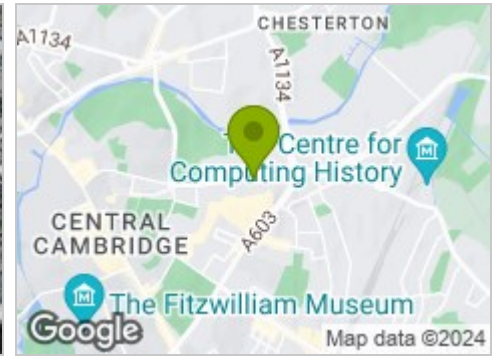 CHESTERTON
A1134
A1134
Centre for
Computing History
CENTRAL
CAMBRIDGE
A603
The Fitzwilliam Museum
Google
Map data ©2024